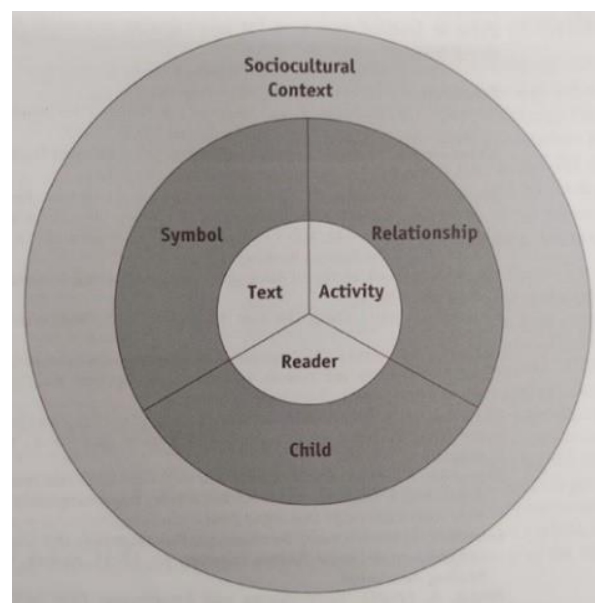 Sociocultural
Context
Symbol
Relationship
Text
Activity
Reader
Child